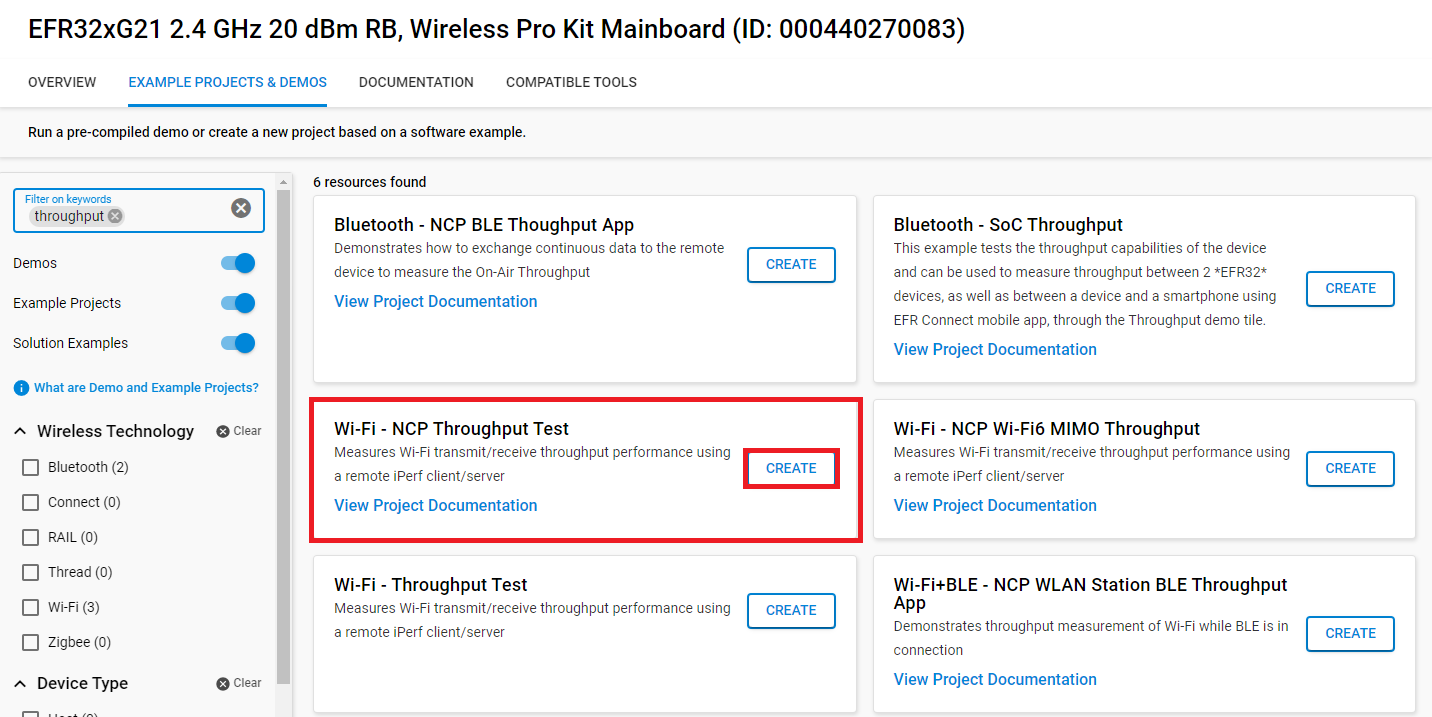 EFR32xG21 2.4 GHz 20 dBm RB, Wireless Pro Kit Mainboard (ID: 000440270083)
OVERVIEW
EXAMPLE PROJECTS & DEMOS
DOCUMENTATION
COMPATIBLE TOOLS
Run a pre-compiled demo or create a new project based on a software example.
Filter on keywords
throughput
Demos
Example Projects
Solution Examples
What are Demo and Example Projects?
Wireless Technology
Clear
Bluetooth (2)
Connect (0)
RAIL (0)
Thread (0)
Wi-Fi (3)
Zigbee (0)
Device Type
Clear
6 resources found
Bluetooth - NCP BLE Thoughput App
Demonstrates how to exchange continuous data to the remote
device to measure the On-Air Throughput
View Project Documentation
CREATE
Bluetooth - SoC Throughput
This example tests the throughput capabilities of the device
and can be used to measure throughput between 2 *EFR32*
devices, as well as between a device and a smartphone using
EFR Connect mobile app, through the Throughput demo tile.
View Project Documentation
CREATE
Wi-Fi - NCP Throughput Test
Measures Wi-Fi transmit/receive throughput performance using
a remote iPerf client/server
View Project Documentation
CREATE
Wi-Fi - NCP Wi-Fi6 MIMO Throughput
Measures Wi-Fi transmit/receive throughput performance using
a remote iPerf client/server
View Project Documentation
CREATE
Wi-Fi - Throughput Test
Measures Wi-Fi transmit/receive throughput performance using
a remote iPerf client/server
CREATE
Wi-Fi+BLE - NCP WLAN Station BLE Throughput
App
Demonstrates throughput measurement of Wi-Fi while BLE is in
connection
View Project Documentation
CREATE